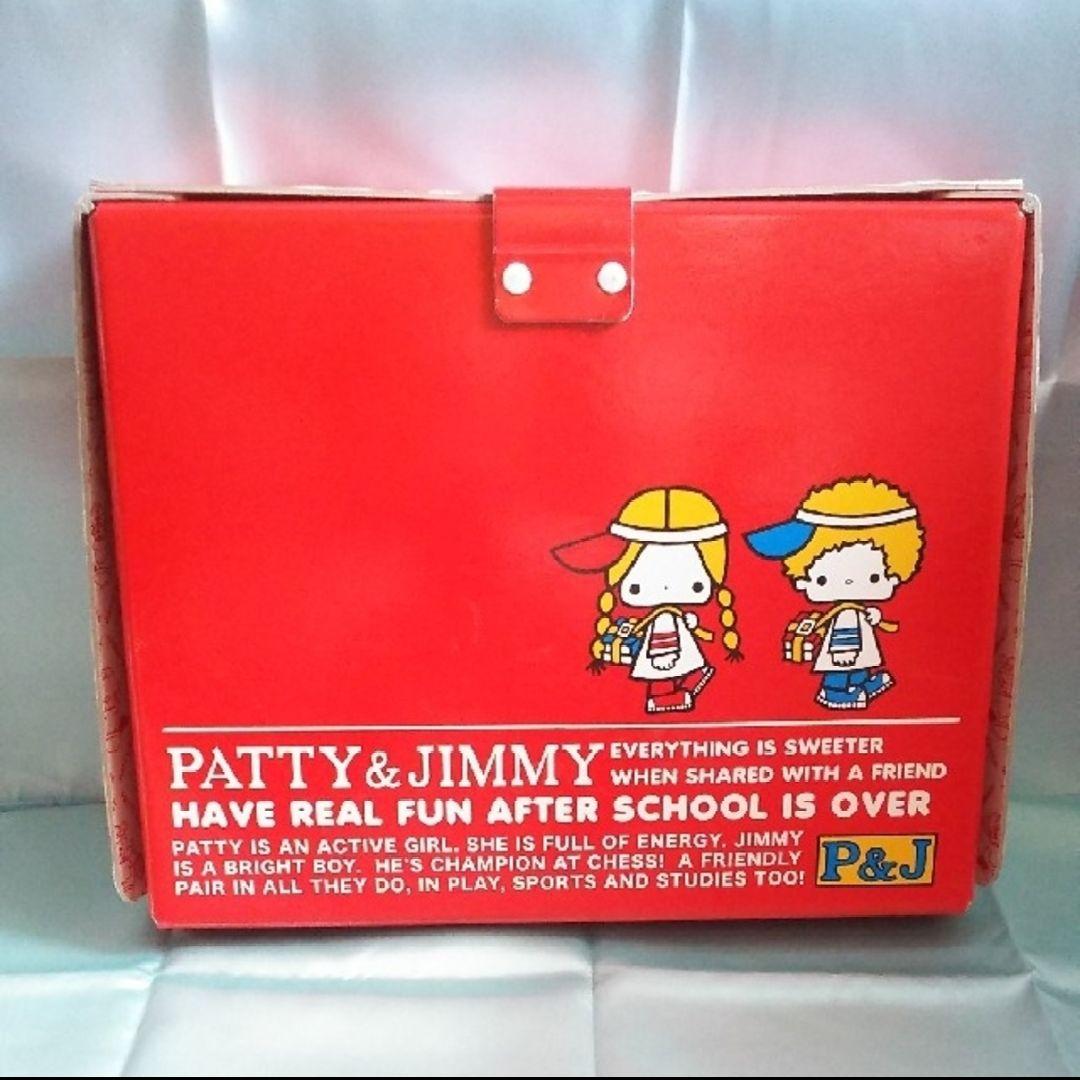 PATTY & JIMMY
EVERYTHING IS SWEETER
WHEN SHARED WITH A FRIEND
HAVE REAL FUN AFTER SCHOOL IS OVER
PATTY IS AN ACTIVE GIRL. SHE IS FULL OF ENERGY. JIMMY
IS A BRIGHT BOY. HE'S CHAMPION AT CHESS! A FRIENDLY
PAIR IN ALL THEY DO, IN PLAY, SPORTS AND STUDIES TOO!
P&J